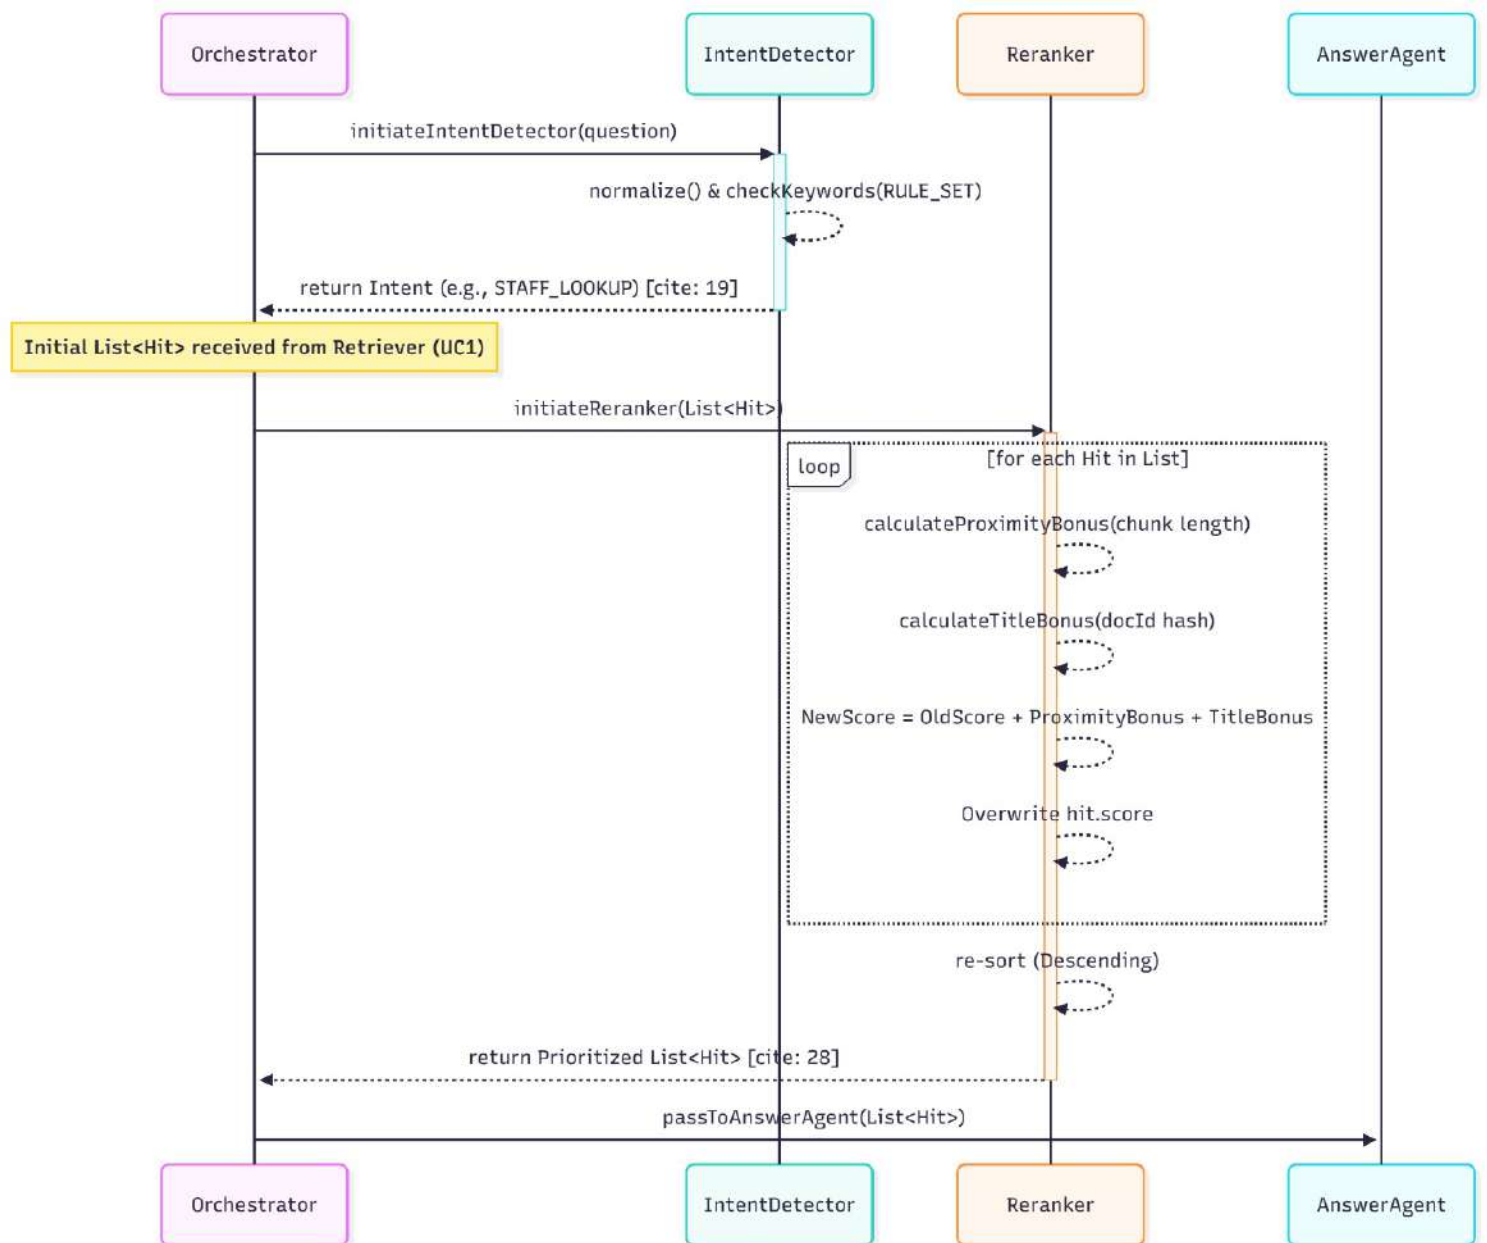 Orchestrator
IntentDetector
Reranker
AnswerAgent
initiateIntentDetector(question)
normalize() & checkKeywords(RULE_SET)
return Intent (e.g., STAFF_LOOKUP) [cite: 19]
Initial List<Hit> received from Retriever (UC1)
initiateReranker(List<Hit>)
loop
[for each Hit in List]
calculateProximityBonus(chunk length)
calculateTitleBonus(docId hash)
NewScore = OldScore + ProximityBonus + TitleBonus
Overwrite hit.score
re-sort (Descending)
return Prioritized List<Hit> [cite: 28]
passToAnswerAgent(List<Hit>)
Orchestrator
IntentDetector
Reranker
AnswerAgent